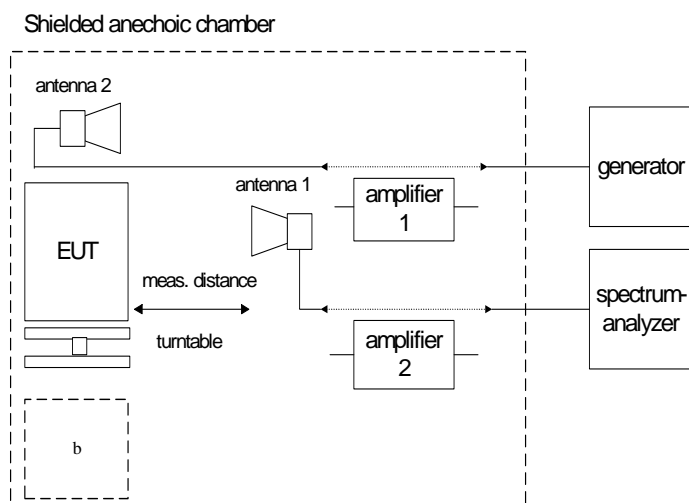 Shielded anechoic chamber
antenna 2
generator
antenna 1
amplifier
1
EUT
meas. distance
spectrum-
analyzer
turntable
amplifier
2
b